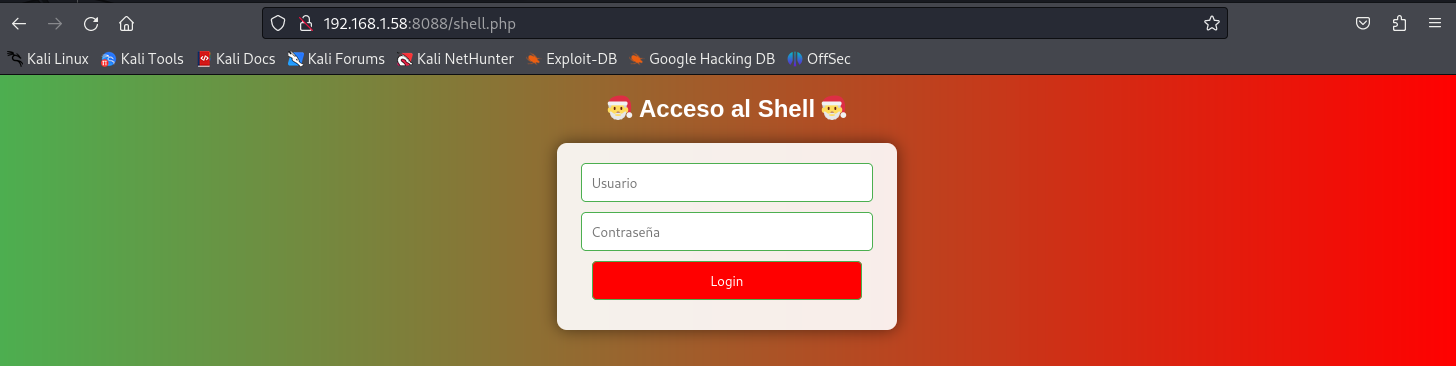 192.168.1.58:8088/shell.php
Kali Linux Kali Tools Kali Docs Kali Forums Kali NetHunter Exploit-DB Google Hacking DB OffSec
🎅 Acceso al Shell 🎅
Usuario
Contraseña
Login